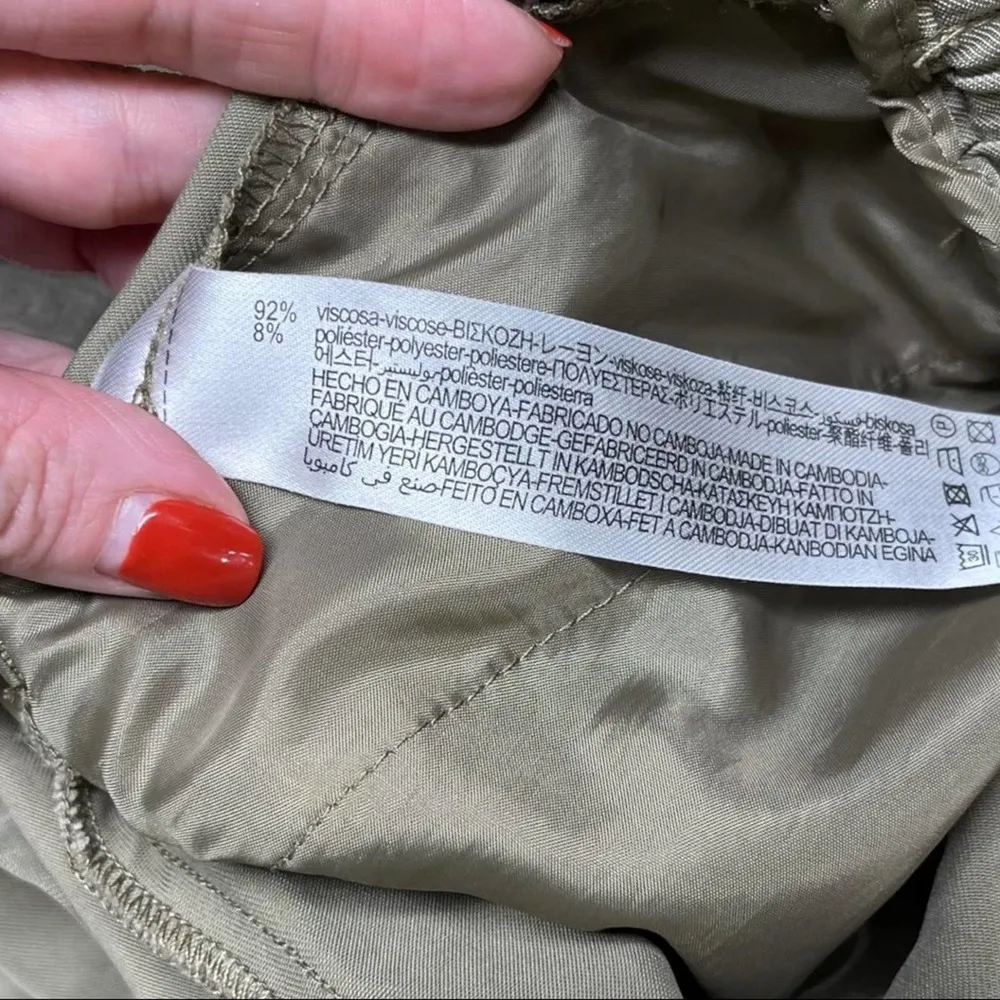 92% viscosa-viscose-ΒΙΣΚΟΖΗ-レーヨン-viskose-viskoza-粘纤-비스코스-فيسكوز-biskosa
8% poliéster-polyester-poliestere-ΠΟΛΥΕΣΤΕΡΑΣ-ポリエステル-poliester-聚酯纤维-폴리
에스터-بوليستير-polièster-poliesterra
HECHO EN CAMBOYA-FABRICADO NO CAMBOJA-MADE IN CAMBODIA-
FABRIQUÉ AU CAMBODGE-GEFABRICEERD IN CAMBODJA-FATTO IN
CAMBOGIA-HERGESTELLT IN KAMBODSCHA-ΚΑΤΑΣΚΕΥΗ ΚΑΜΠΟΤΖΗ-
ÜRETİM YERİ KAMBOÇYA-FREMSTILLET I CAMBODJA-DIBUAT DI KAMBOJA-
صنع في كامبوديا-FEITO EN CAMBOXA-FET A CAMBODJA-KANBODIAN EGINA